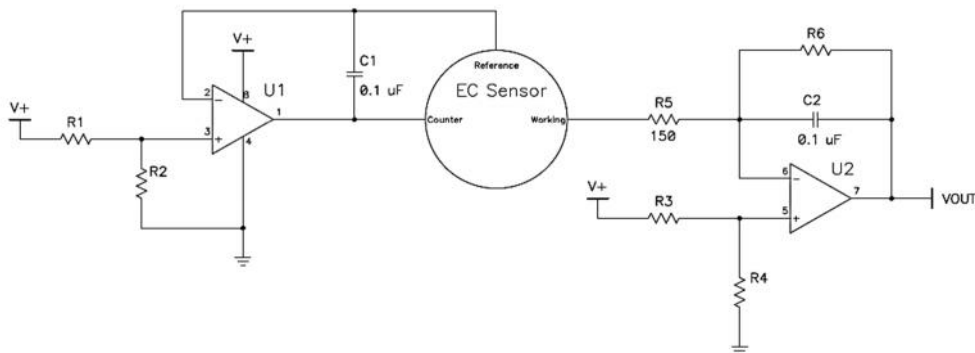 V+
R1
R2
V+
2
3
8
4
1
U1
C1
0.1 uF
Reference
EC Sensor
Counter
Working
R5
150
R6
C2
0.1 uF
V+
R3
R4
6
5
7
U2
VOUT